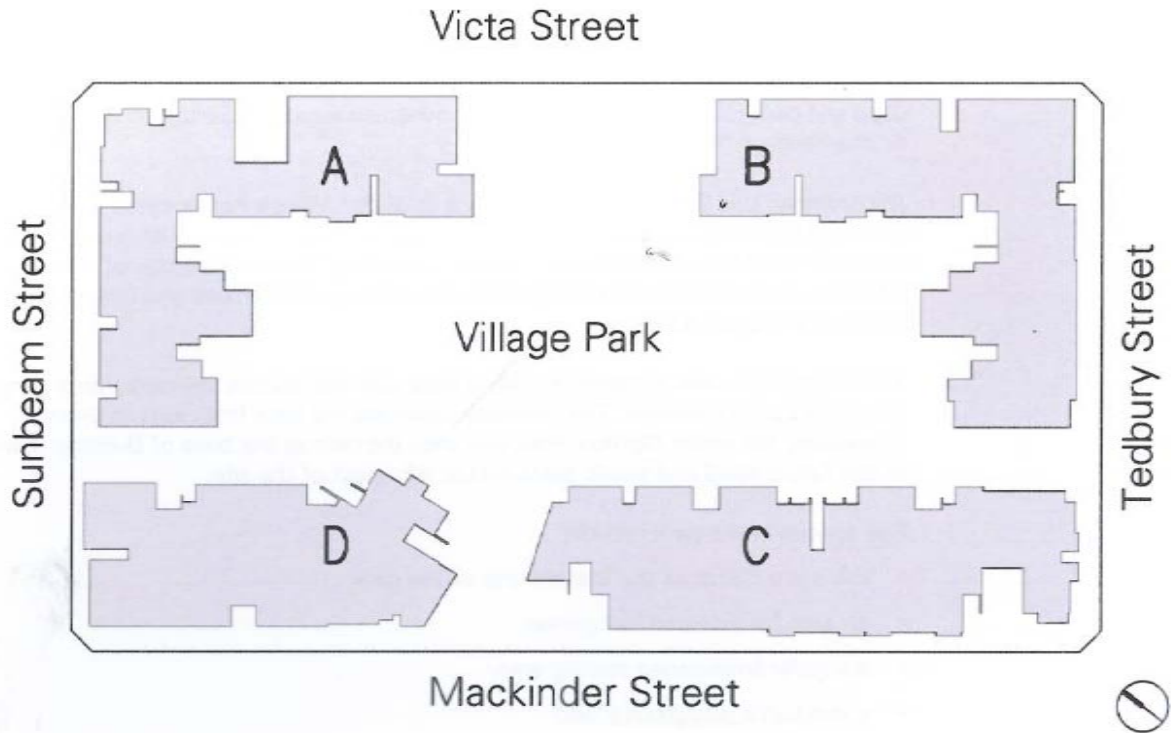 Victa Street
A
B
Sunbeam Street
Village Park
Tedbury Street
D
C
Mackinder Street